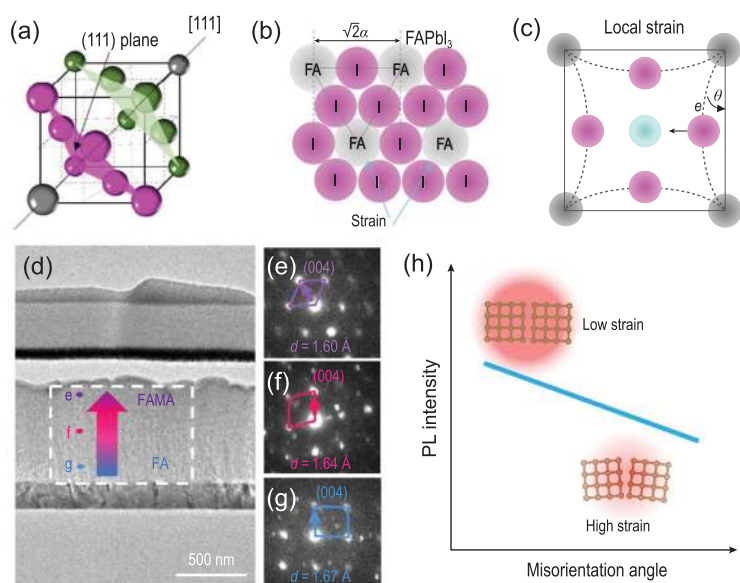 (a)
(111) plane
[111]
(b)
√2α
FAPbI₃
FA I FA I
I I I I
I FA I FA
I I I I
Strain
(c)
Local strain
θ
e
(d)
e
FAMA
f
g
FA
500 nm
(e)
(004)
d = 1.60 Å
(f)
(004)
d = 1.64 Å
(g)
(004)
d = 1.67 Å
(h)
PL intensity
Low strain
High strain
Misorientation angle